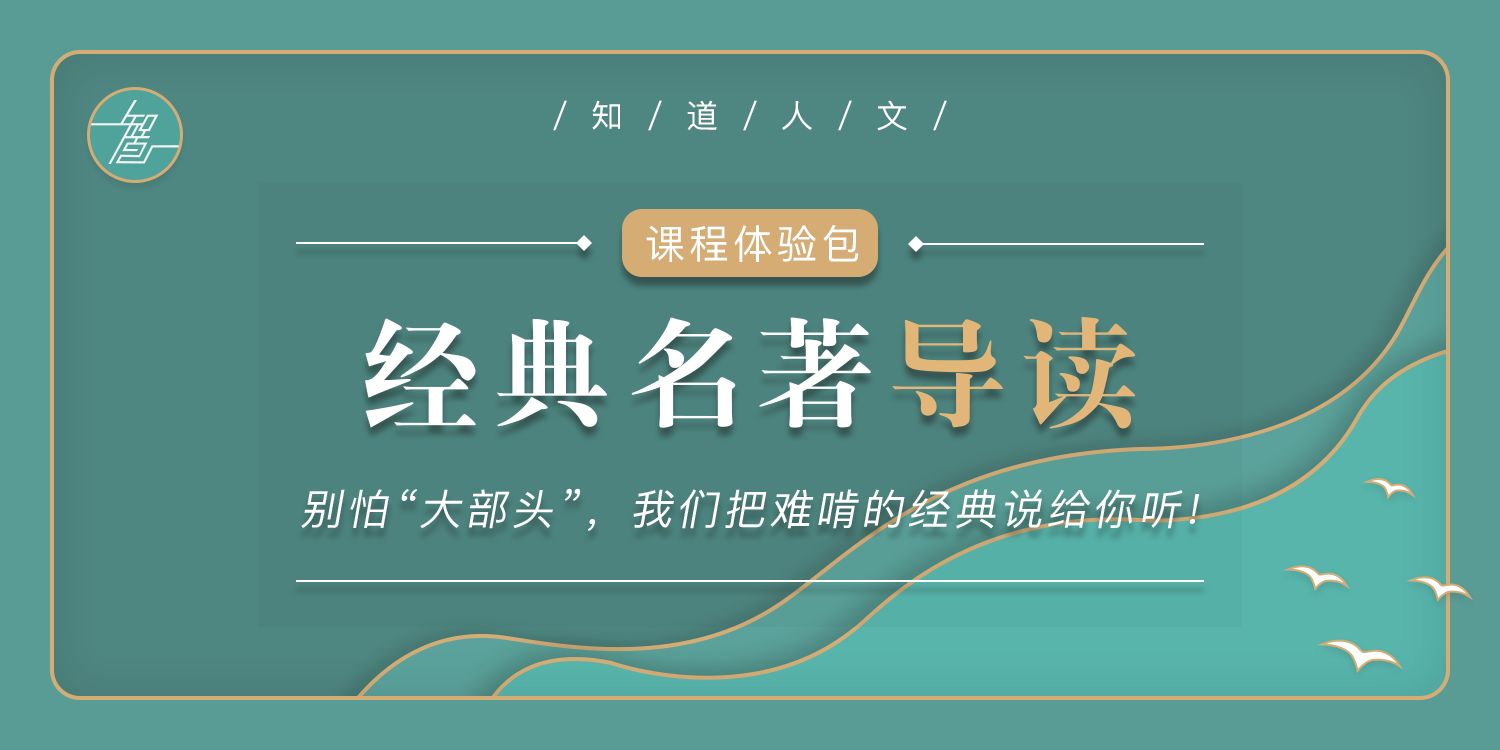 智
/ 知 / 道 / 人 / 文 /
课程体验包
经典名著导读
别怕“大部头”，我们把难啃的经典说给你听！